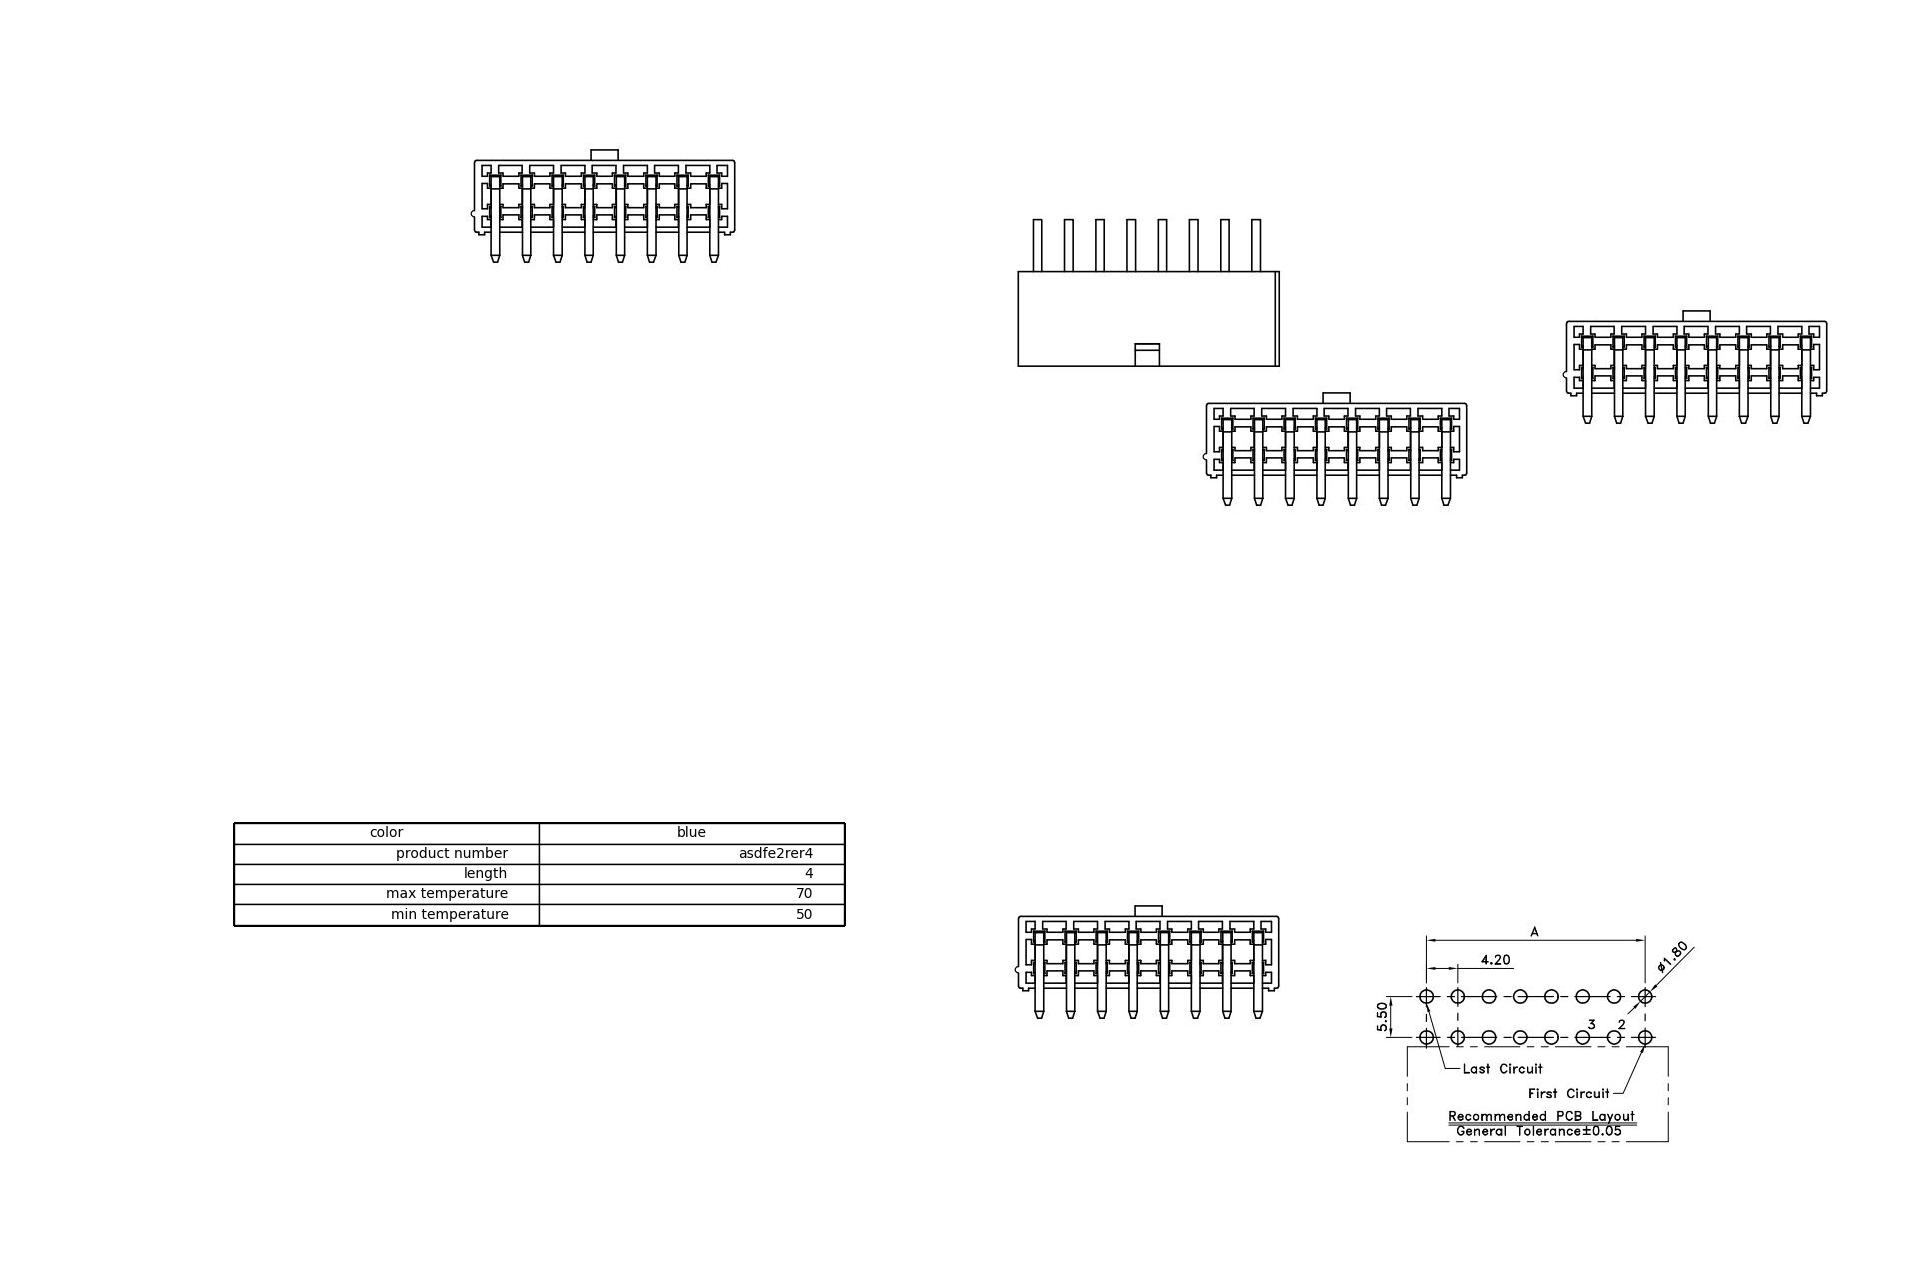 color blue
product number asdfe2rer4
length 4
max temperature 70
min temperature 50
A
4.20
ø1.80
5.50
3 2
Last Circuit
First Circuit
Recommended PCB Layout
General Tolerance±0.05